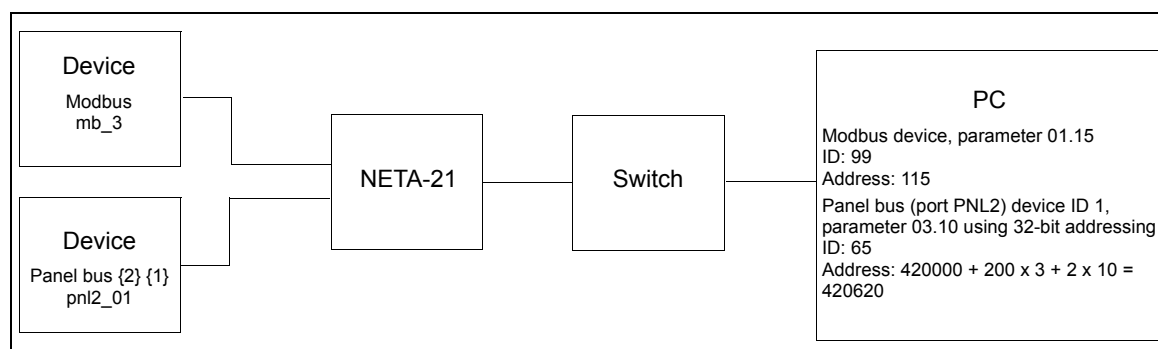 Device
Modbus
mb_3
Device
Panel bus {2} {1}
pnl2_01
NETA-21
Switch
PC
Modbus device, parameter 01.15
ID: 99
Address: 115
Panel bus (port PNL2) device ID 1,
parameter 03.10 using 32-bit addressing
ID: 65
Address: 420000 + 200 x 3 + 2 x 10 =
420620